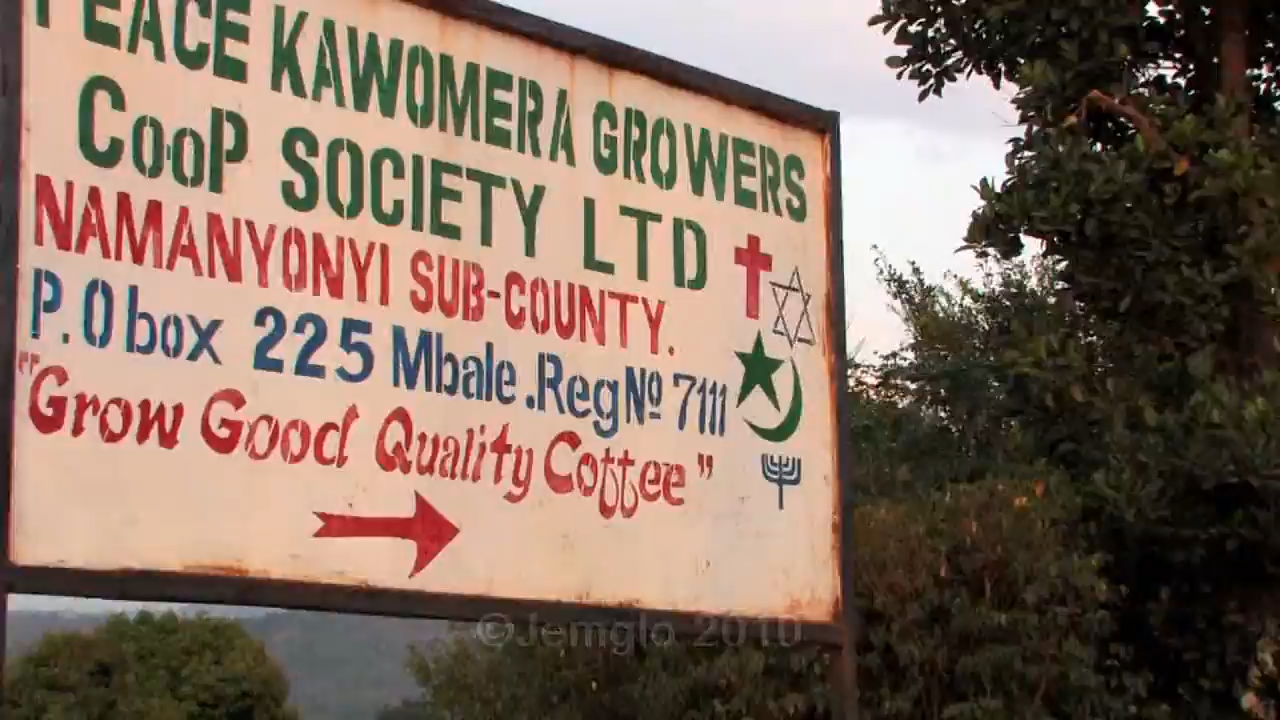 PEACE KAWOMERA GROWERS
CooP SOCIETY LTD
NAMANYONYI SUB-COUNTY.
P.O box 225 Mbale.Reg Nº 7111
"Grow Good Quality Coffee"
©Jemglo 2010